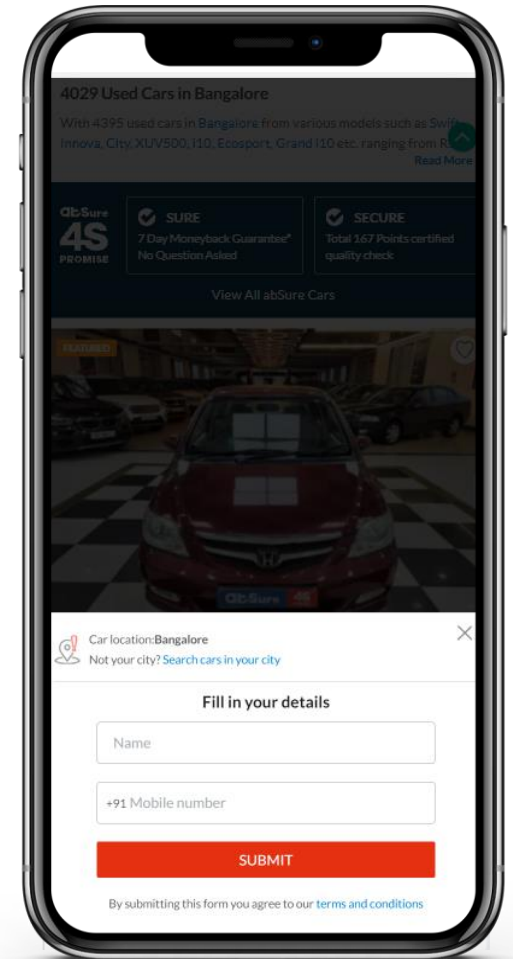 4029 Used Cars in Bangalore
With 4395 used cars in Bangalore from various models such as Swift,
Innova, City, XUV500, i10, Ecosport, Grand i10 etc. ranging from
Read More
abSure
4S
PROMISE
SURE
7 Day Moneyback Guarantee*
No Question Asked
SECURE
Total 167 Points certified
quality check
View All abSure Cars
FEATURED
abSure 4S
Car location:Bangalore
Not your city? Search cars in your city
Fill in your details
Name
+91 Mobile number
SUBMIT
By submitting this form you agree to our terms and conditions